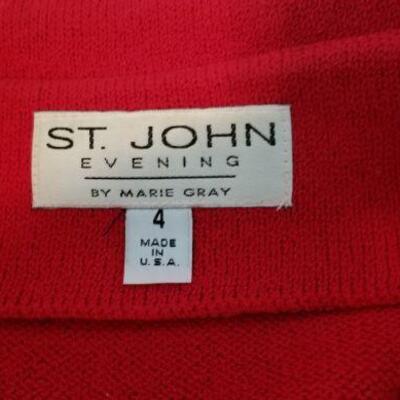 ST. JOHN
EVENING
BY MARIE GRAY
4
MADE
IN
U.S.A.